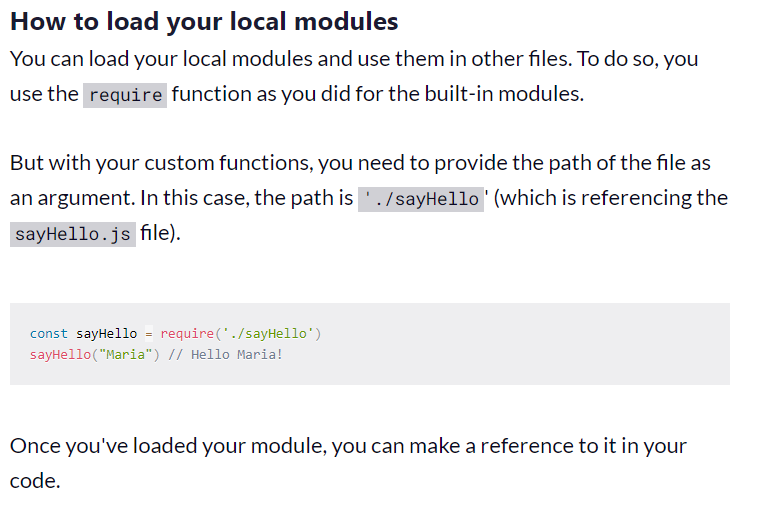 How to load your local modules
You can load your local modules and use them in other files. To do so, you
use the require function as you did for the built-in modules.
But with your custom functions, you need to provide the path of the file as
an argument. In this case, the path is './sayHello' (which is referencing the
sayHello.js file).
const sayHello = require('./sayHello')
sayHello("Maria") // Hello Maria!
Once you've loaded your module, you can make a reference to it in your
code.